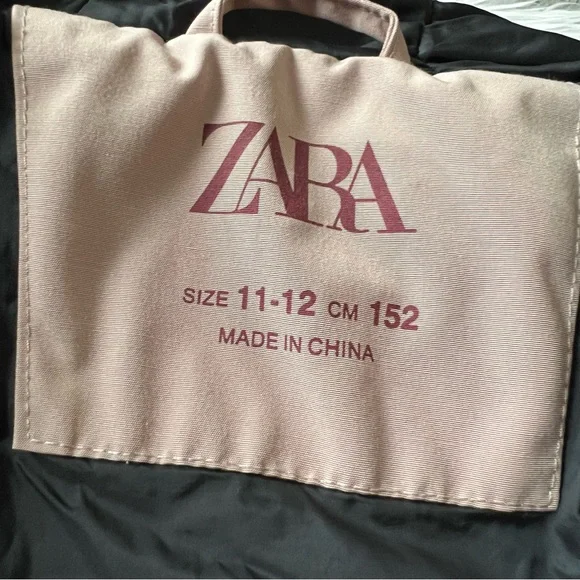 ZARA
SIZE 11-12 CM 152
MADE IN CHINA